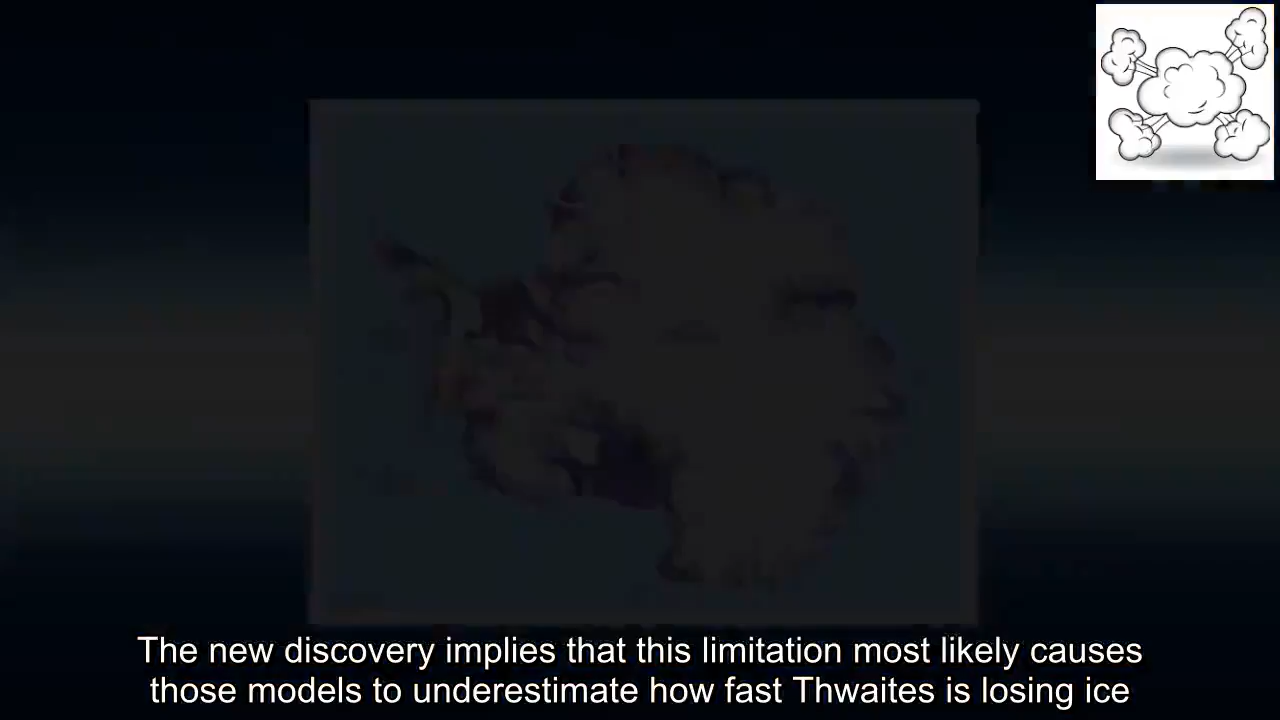 The new discovery implies that this limitation most likely causes
those models to underestimate how fast Thwaites is losing ice